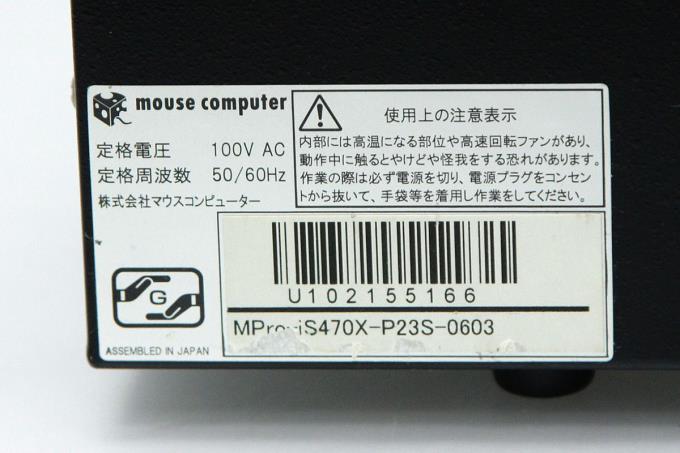 mouse computer
定格電圧 100V AC
定格周波数 50/60Hz
株式会社マウスコンピューター
使用上の注意表示
内部には高温になる部位や高速回転ファンがあり、
動作中に触るとやけどや怪我をする恐れがあります。
作業の際は必ず電源を切り、電源プラグをコンセン
トから抜いて、手袋等を着用し作業をしてください。
G
ASSEMBLED IN JAPAN
U102155166
MPro-iS470X-P23S-0603